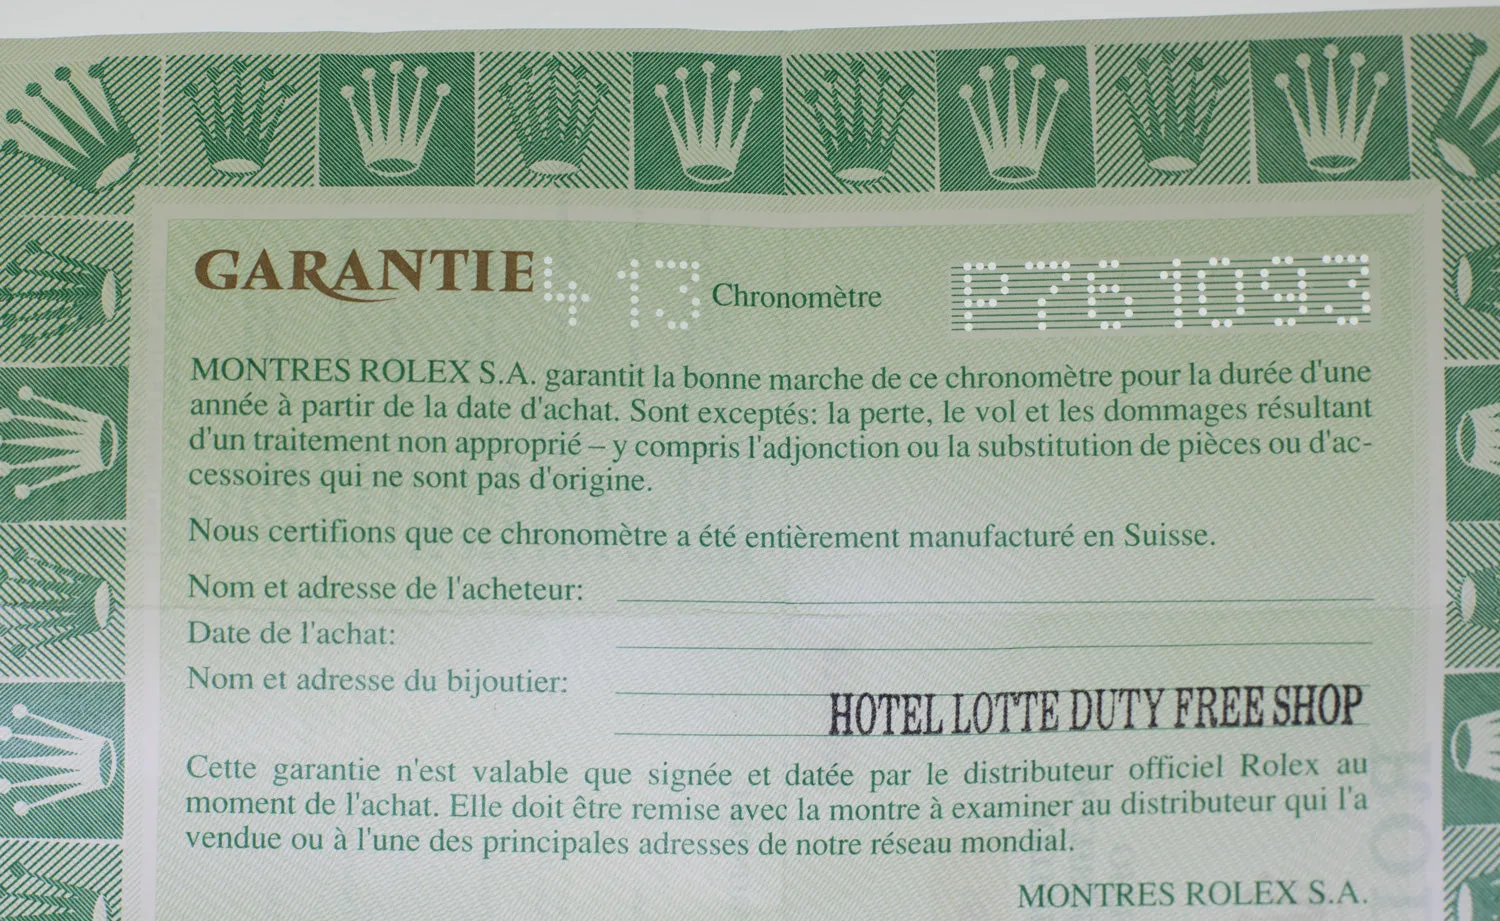 GARANTIE 413 Chronomètre P761093
MONTRES ROLEX S.A. garantit la bonne marche de ce chronomètre pour la durée d'une
année à partir de la date d'achat. Sont exceptés: la perte, le vol et les dommages résultant
d'un traitement non approprié – y compris l'adjonction ou la substitution de pièces ou d'ac-
cessoires qui ne sont pas d'origine.
Nous certifions que ce chronomètre a été entièrement manufacturé en Suisse.
Nom et adresse de l'acheteur:
Date de l'achat:
Nom et adresse du bijoutier:
HOTEL LOTTE DUTY FREE SHOP
Cette garantie n'est valable que signée et datée par le distributeur officiel Rolex au
moment de l'achat. Elle doit être remise avec la montre à examiner au distributeur qui l'a
vendue ou à l'une des principales adresses de notre réseau mondial.
MONTRES ROLEX S.A.